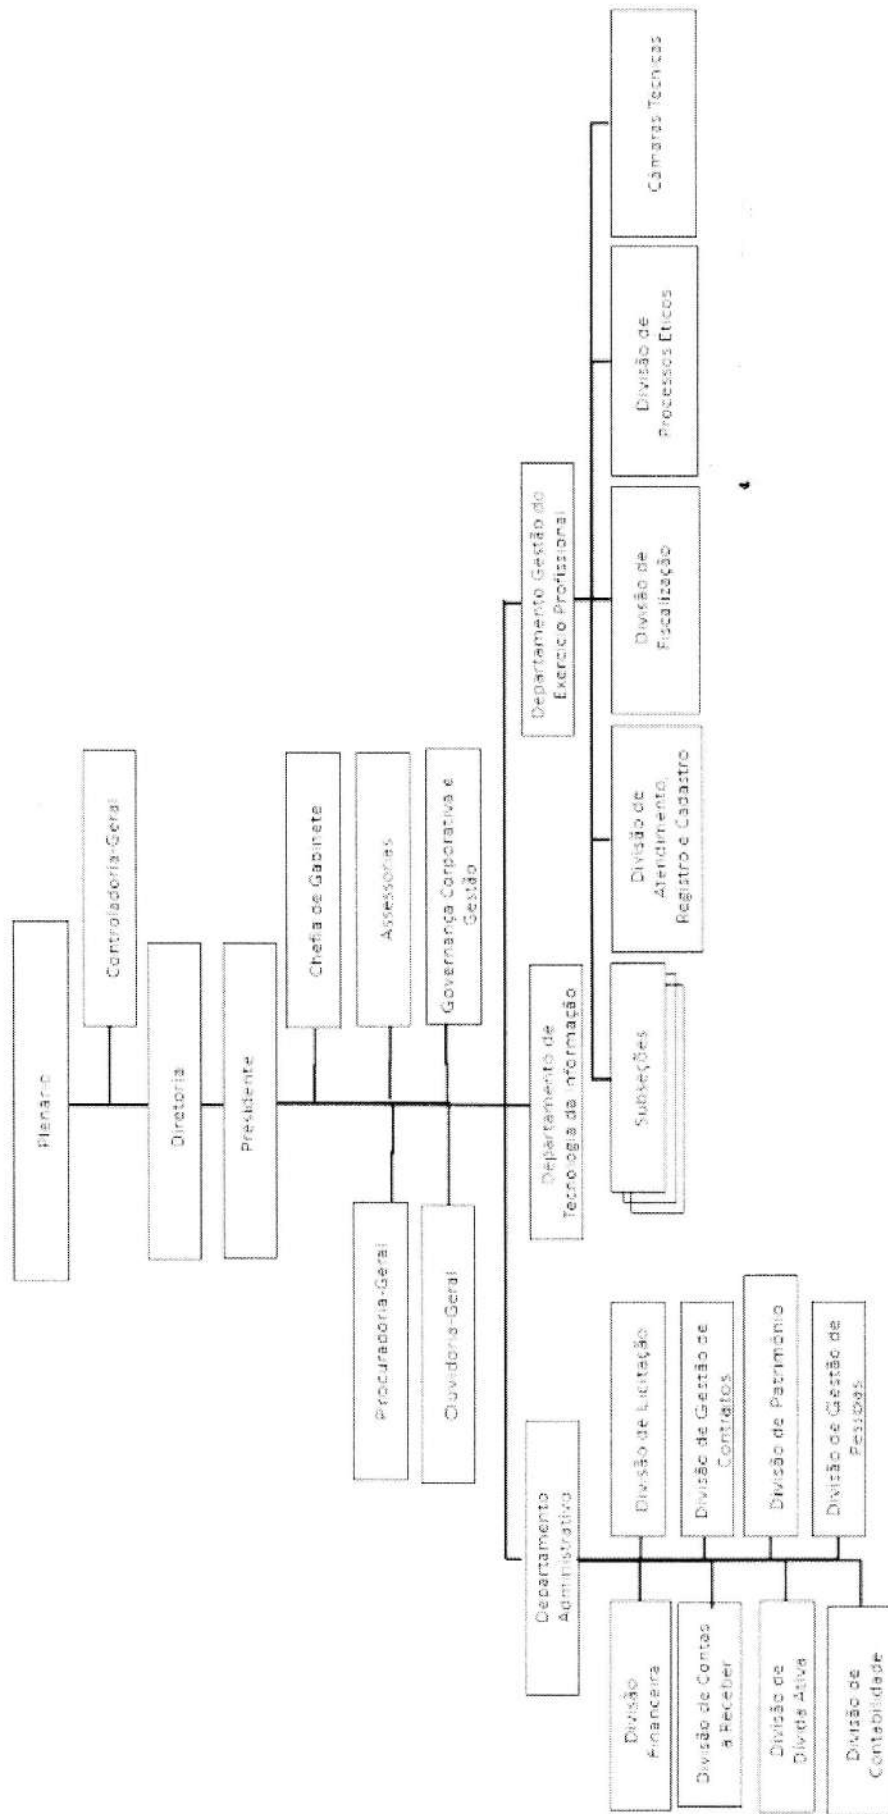 Plenário
Controladoria-Geral
Diretoria
Presidente
Chefia de Gabinete
Assessorias
Procuradoria-Geral
Governança Corporativa e
Gestão
Ouvidoria-Geral
Departamento
Administrativo
Departamento de
Tecnologia da Informação
Departamento Gestão do
Exercício Profissional
Divisão
Financeira
Divisão de Licitação
Divisão de Contas
a Receber
Divisão de Gestão de
Contratos
Divisão de
Dívida Ativa
Divisão de Patrimônio
Divisão de
Contabilidade
Divisão de Gestão de
Pessoas
Subseções
Divisão de
Atendimento,
Registro e Cadastro
Divisão de
Fiscalização
Divisão de
Processos Éticos
Câmaras Técnicas